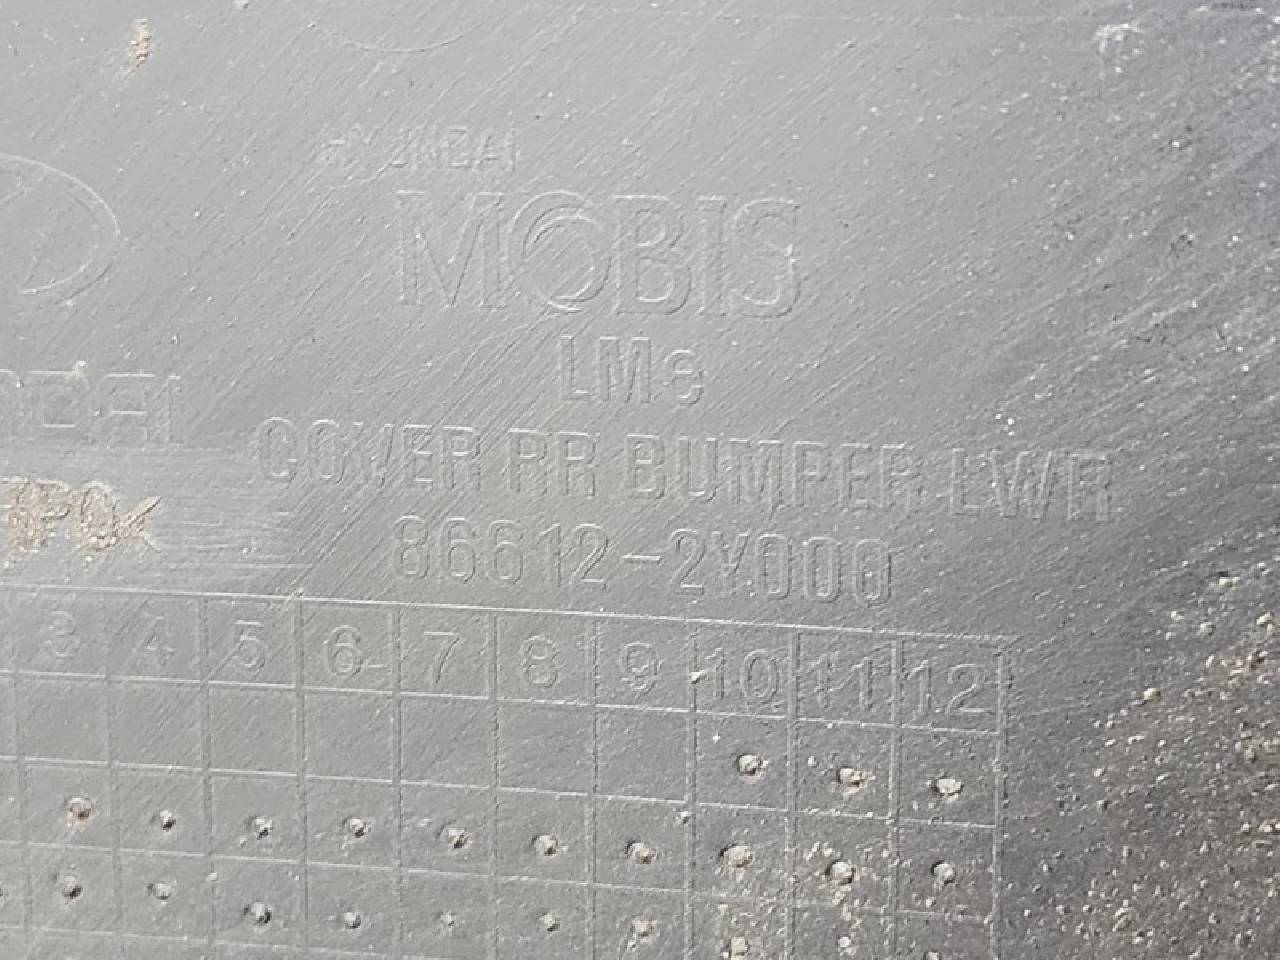 HYUNDAI
MOBIS
LMe
COVER RR BUMPER LWR
86612-2Y000
3 4 5 6 7 8 9 10 11 12